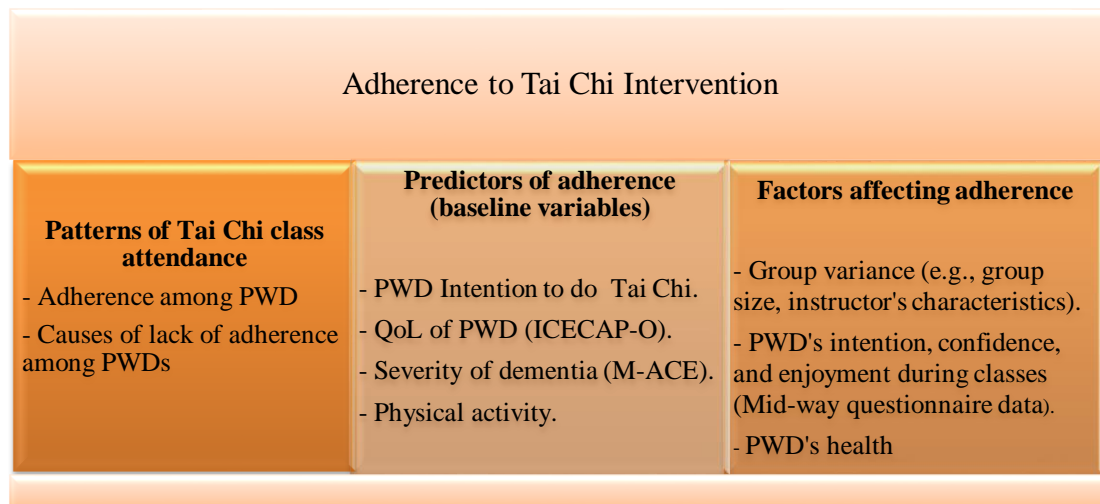 Adherence to Tai Chi Intervention
Patterns of Tai Chi class
attendance
- Adherence among PWD
- Causes of lack of adherence
among PWDs
Predictors of adherence
(baseline variables)
- PWD Intention to do Tai Chi.
- QoL of PWD (ICECAP-O).
- Severity of dementia (M-ACE).
- Physical activity.
Factors affecting adherence
- Group variance (e.g., group
size, instructor's characteristics).
- PWD's intention, confidence,
and enjoyment during classes
(Mid-way questionnaire data).
- PWD's health